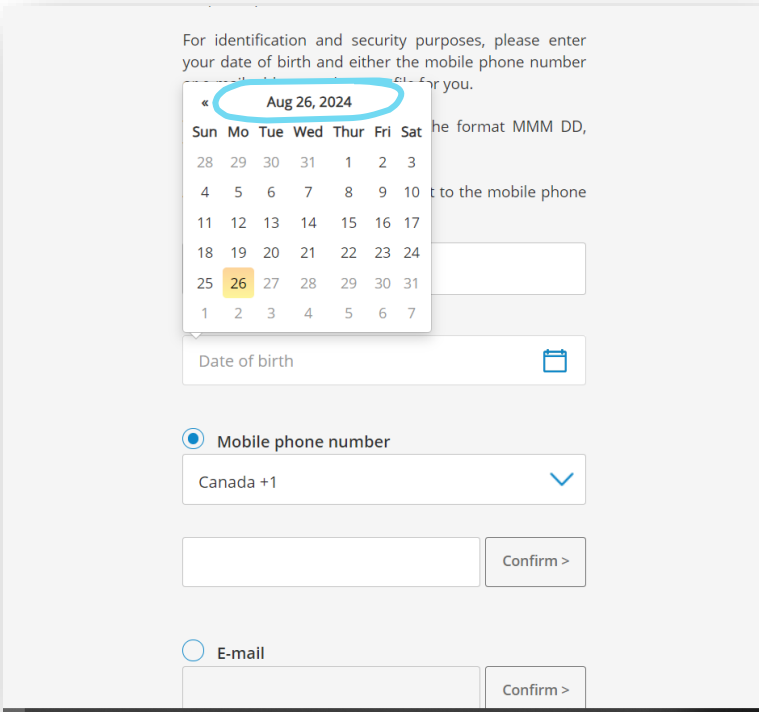 For identification and security purposes, please enter
your date of birth and either the mobile phone number
for you.
« Aug 26, 2024
Sun Mo Tue Wed Thur Fri Sat
he format MMM DD,
28 29 30 31 1 2 3
4 5 6 7 8 9 10
t to the mobile phone
11 12 13 14 15 16 17
18 19 20 21 22 23 24
25 26 27 28 29 30 31
1 2 3 4 5 6 7
Date of birth
Mobile phone number
Canada +1
Confirm >
E-mail
Confirm >